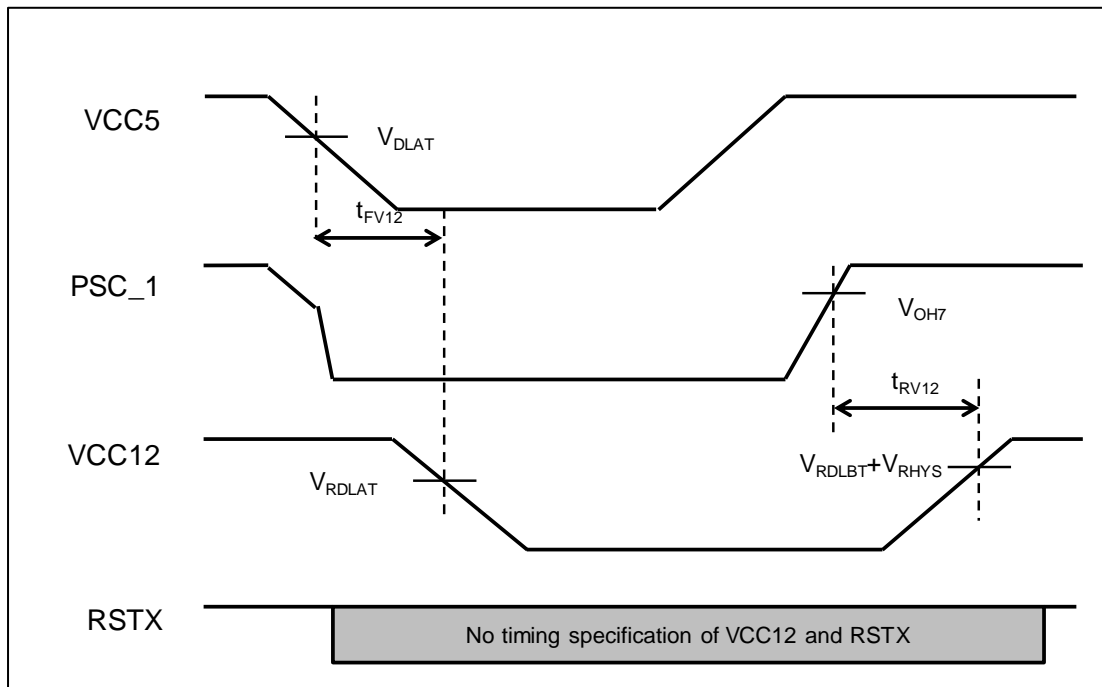 VCC5
VDLAT
tFV12
PSC_1
VOH7
tRV12
VCC12
VRDLAT
VRDLBT+VRHYS
RSTX
No timing specification of VCC12 and RSTX